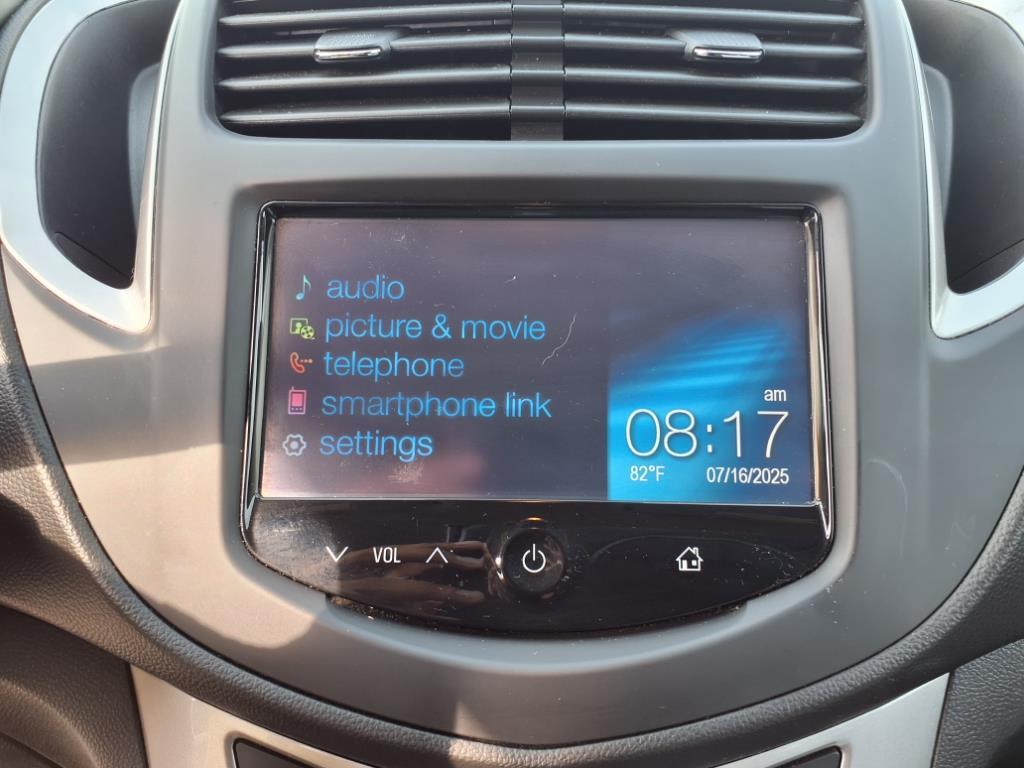 audio
picture & movie
telephone
smartphone link
settings
am
08:17
82°F 07/16/2025
VOL